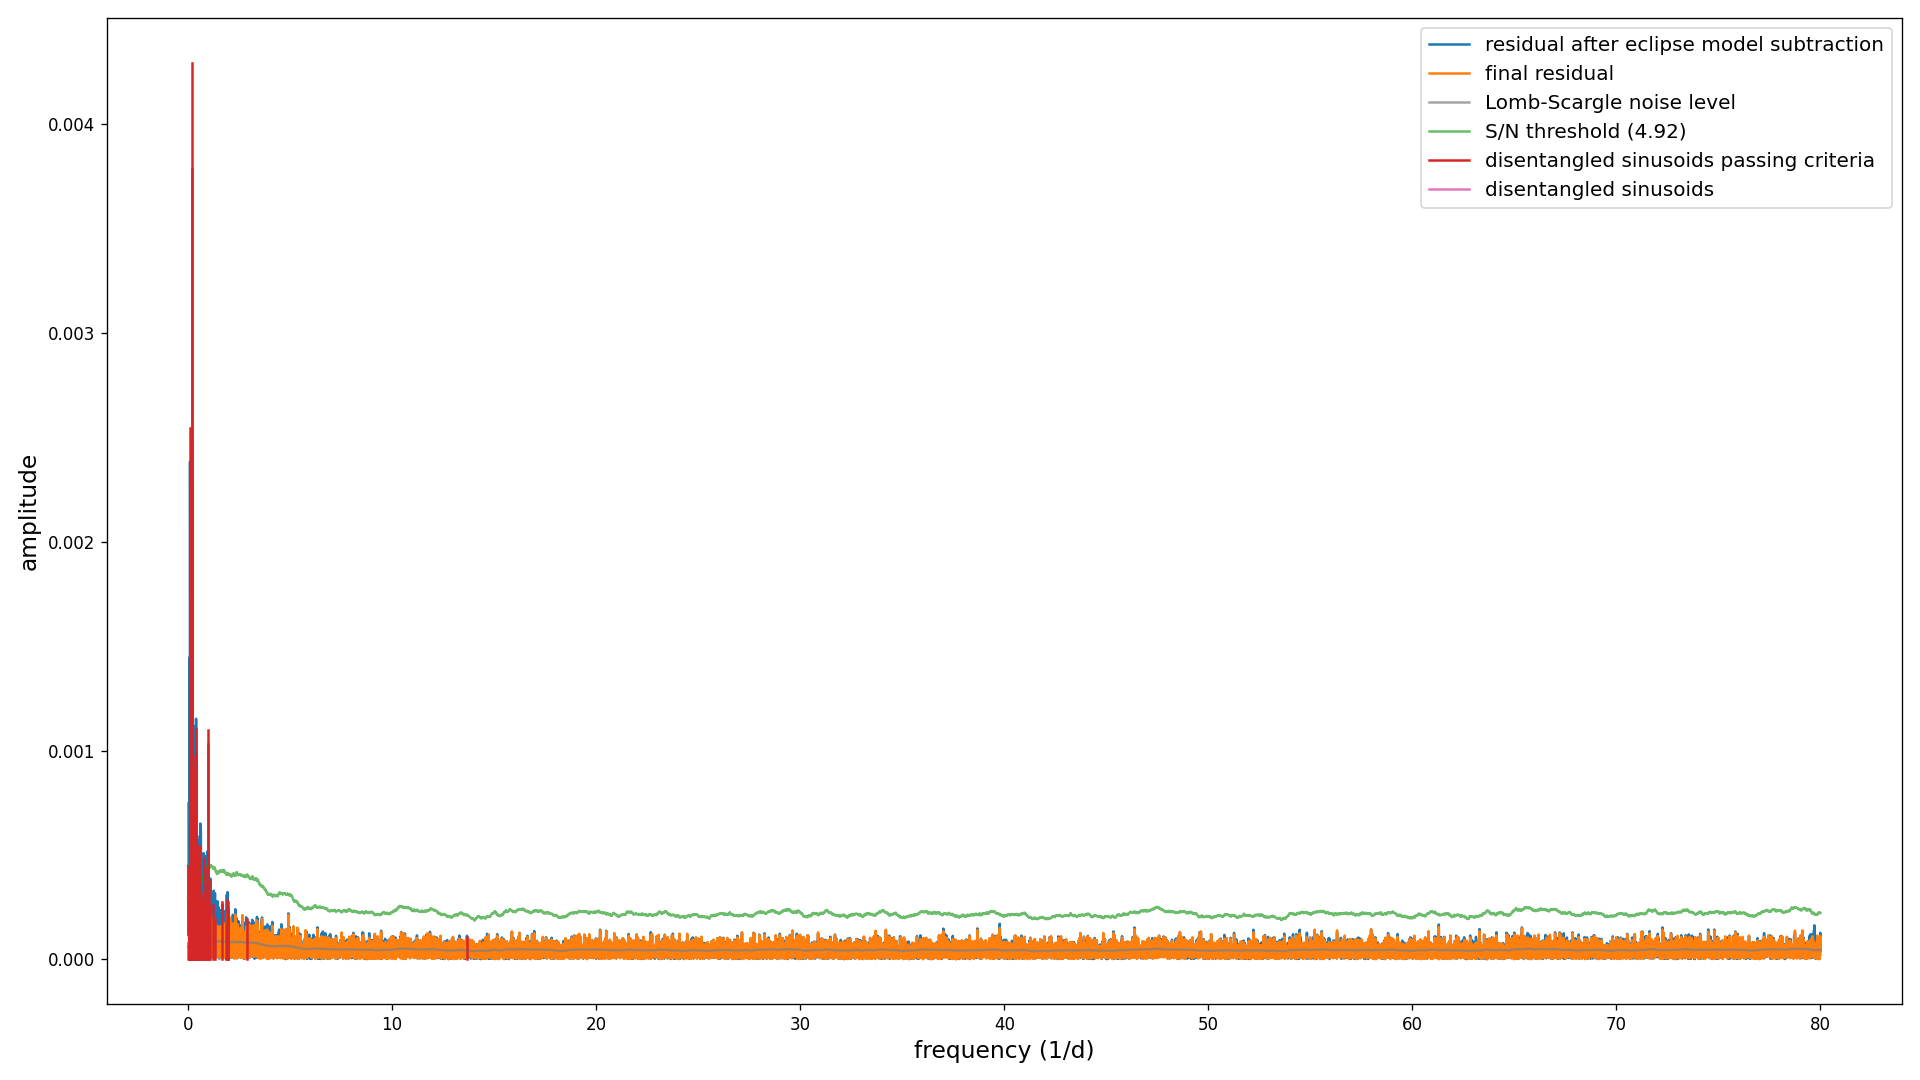 residual after eclipse model subtraction
final residual
Lomb-Scargle noise level
S/N threshold (4.92)
disentangled sinusoids passing criteria
disentangled sinusoids
0.004
0.003
0.002
0.001
0.000
amplitude
0 10 20 30 40 50 60 70 80
frequency (1/d)